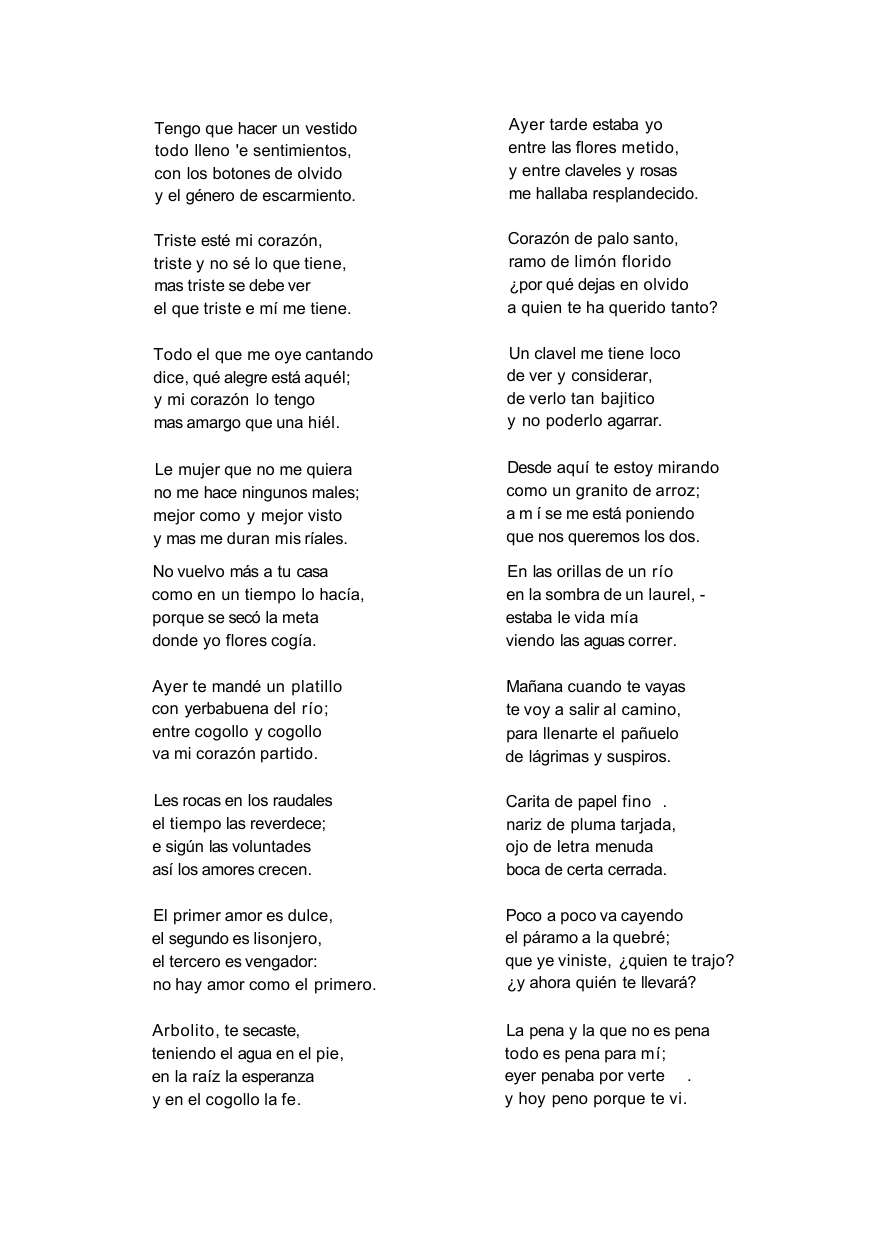 Tengo que hacer un vestido
todo lleno 'e sentimientos,
con los botones de olvido
y el género de escarmiento.

Triste esté mi corazón,
triste y no sé lo que tiene,
mas triste se debe ver
el que triste e mí me tiene.

Todo el que me oye cantando
dice, qué alegre está aquél;
y mi corazón lo tengo
mas amargo que una hiél.

Le mujer que no me quiera
no me hace ningunos males;
mejor como y mejor visto
y mas me duran mis ríales.

No vuelvo más a tu casa
como en un tiempo lo hacía,
porque se secó la meta
donde yo flores cogía.

Ayer te mandé un platillo
con yerbabuena del río;
entre cogollo y cogollo
va mi corazón partido.

Les rocas en los raudales
el tiempo las reverdece;
e sigún las voluntades
así los amores crecen.

El primer amor es dulce,
el segundo es lisonjero,
el tercero es vengador:
no hay amor como el primero.

Arbolito, te secaste,
teniendo el agua en el pie,
en la raíz la esperanza
y en el cogollo la fe.

Ayer tarde estaba yo
entre las flores metido,
y entre claveles y rosas
me hallaba resplandecido.

Corazón de palo santo,
ramo de limón florido
¿por qué dejas en olvido
a quien te ha querido tanto?

Un clavel me tiene loco
de ver y considerar,
de verlo tan bajitico
y no poderlo agarrar.

Desde aquí te estoy mirando
como un granito de arroz;
a m í se me está poniendo
que nos queremos los dos.

En las orillas de un río
en la sombra de un laurel, -
estaba le vida mía
viendo las aguas correr.

Mañana cuando te vayas
te voy a salir al camino,
para llenarte el pañuelo
de lágrimas y suspiros.

Carita de papel fino .
nariz de pluma tarjada,
ojo de letra menuda
boca de certa cerrada.

Poco a poco va cayendo
el páramo a la quebré;
que ye viniste, ¿quien te trajo?
¿y ahora quién te llevará?

La pena y la que no es pena
todo es pena para mí;
eyer penaba por verte .
y hoy peno porque te vi.